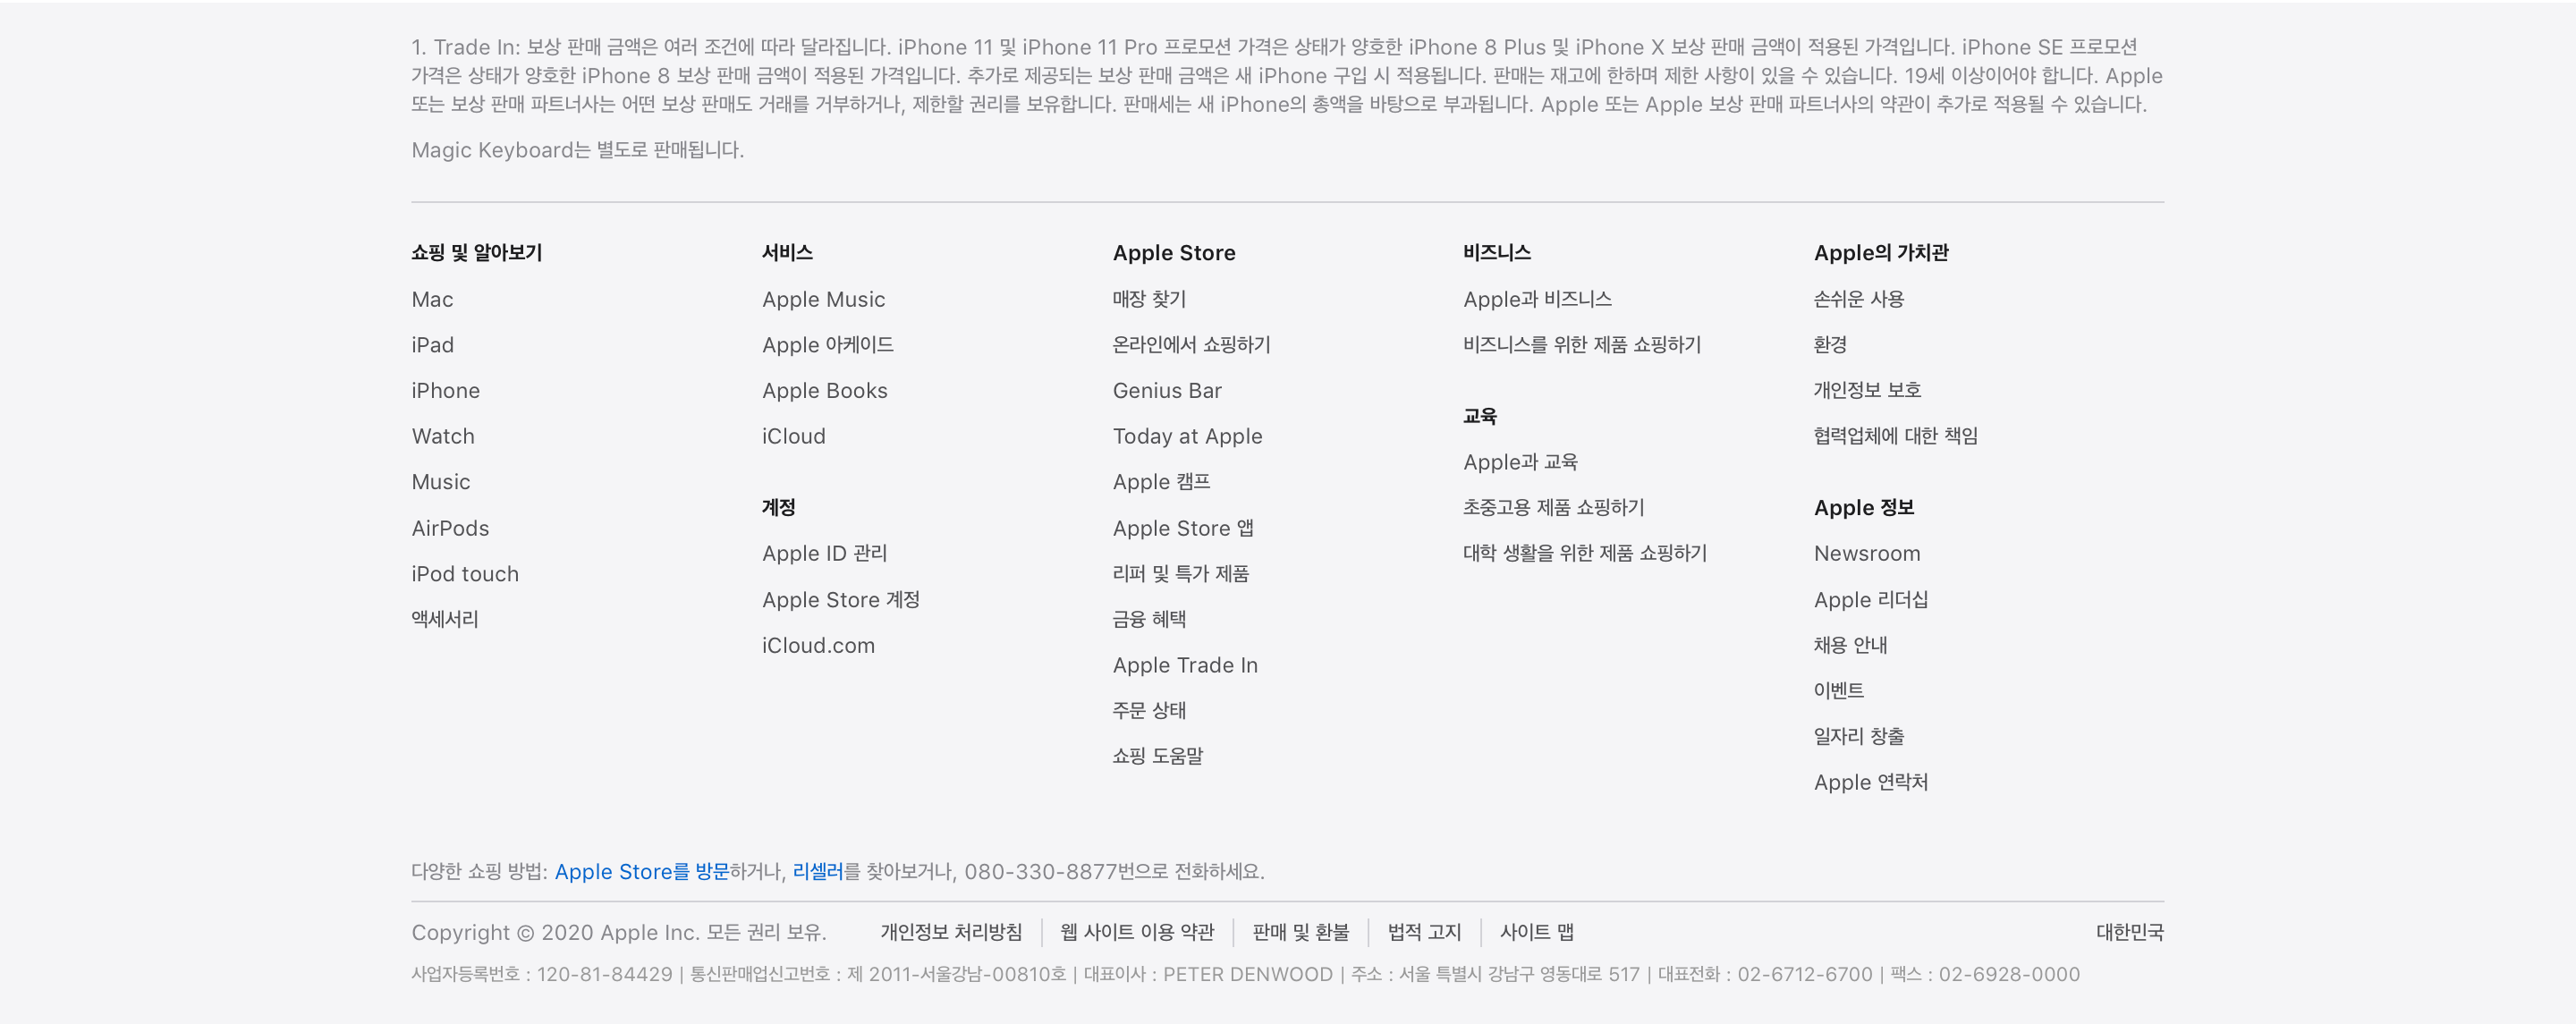 1. Trade In: 보상 판매 금액은 여러 조건에 따라 달라집니다. iPhone 11 및 iPhone 11 Pro 프로모션 가격은 상태가 양호한 iPhone 8 Plus 및 iPhone X 보상 판매 금액이 적용된 가격입니다. iPhone SE 프로모션
가격은 상태가 양호한 iPhone 8 보상 판매 금액이 적용된 가격입니다. 추가로 제공되는 보상 판매 금액은 새 iPhone 구입 시 적용됩니다. 판매는 재고에 한하며 제한 사항이 있을 수 있습니다. 19세 이상이어야 합니다. Apple
또는 보상 판매 파트너사는 어떤 보상 판매도 거래를 거부하거나, 제한할 권리를 보유합니다. 판매세는 새 iPhone의 총액을 바탕으로 부과됩니다. Apple 또는 Apple 보상 판매 파트너사의 약관이 추가로 적용될 수 있습니다.
Magic Keyboard는 별도로 판매됩니다.
쇼핑 및 알아보기
Mac
iPad
iPhone
Watch
Music
AirPods
iPod touch
액세서리
서비스
Apple Music
Apple 아케이드
Apple Books
iCloud
계정
Apple ID 관리
Apple Store 계정
iCloud.com
Apple Store
매장 찾기
온라인에서 쇼핑하기
Genius Bar
Today at Apple
Apple 캠프
Apple Store 앱
리퍼 및 특가 제품
금융 혜택
Apple Trade In
주문 상태
쇼핑 도움말
비즈니스
Apple과 비즈니스
비즈니스를 위한 제품 쇼핑하기
교육
Apple과 교육
초중고용 제품 쇼핑하기
대학 생활을 위한 제품 쇼핑하기
Apple의 가치관
손쉬운 사용
환경
개인정보 보호
협력업체에 대한 책임
Apple 정보
Newsroom
Apple 리더십
채용 안내
이벤트
일자리 창출
Apple 연락처
다양한 쇼핑 방법: Apple Store를 방문하거나, 리셀러를 찾아보거나, 080-330-8877번으로 전화하세요.
Copyright © 2020 Apple Inc. 모든 권리 보유. 개인정보 처리방침 | 웹 사이트 이용 약관 | 판매 및 환불 | 법적 고지 | 사이트 맵 대한민국
사업자등록번호 : 120-81-84429 | 통신판매업신고번호 : 제 2011-서울강남-00810호 | 대표이사 : PETER DENWOOD | 주소 : 서울 특별시 강남구 영동대로 517 | 대표전화 : 02-6712-6700 | 팩스 : 02-6928-0000